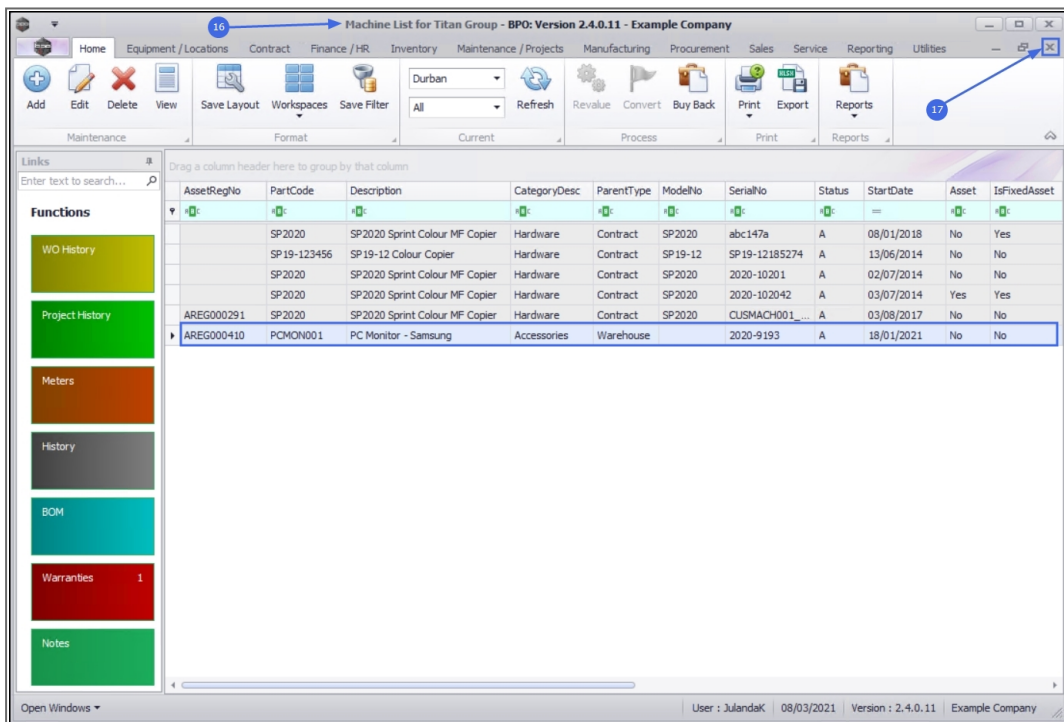 16
Machine List for Titan Group - BPO: Version 2.4.0.11 - Example Company
Home Equipment / Locations Contract Finance / HR Inventory Maintenance / Projects Manufacturing Procurement Sales Service Reporting Utilities
17
Add Edit Delete View Save Layout Workspaces Save Filter Durban All Refresh Revalue Convert Buy Back Print Export Reports
Maintenance Format Current Process Print Reports
Links
Enter text to search...
Functions
WO History
Project History
Meters
History
BOM
Warranties 1
Notes
Drag a column header here to group by that column
AssetRegNo PartCode Description CategoryDesc ParentType ModelNo SerialNo Status StartDate Asset IsFixedAsset
SP2020 SP2020 Sprint Colour MF Copier Hardware Contract SP2020 abc147a A 08/01/2018 No Yes
SP19-123456 SP19-12 Colour Copier Hardware Contract SP19-12 SP19-12185274 A 13/06/2014 No No
SP2020 SP2020 Sprint Colour MF Copier Hardware Contract SP2020 2020-10201 A 02/07/2014 No No
SP2020 SP2020 Sprint Colour MF Copier Hardware Contract SP2020 2020-102042 A 03/07/2014 Yes Yes
AREG000291 SP2020 SP2020 Sprint Colour MF Copier Hardware Contract SP2020 CUSMACH001_... A 03/08/2017 No No
AREG000410 PCMON001 PC Monitor - Samsung Accessories Warehouse 2020-9193 A 18/01/2021 No No
Open Windows User : JulandaK 08/03/2021 Version : 2.4.0.11 Example Company